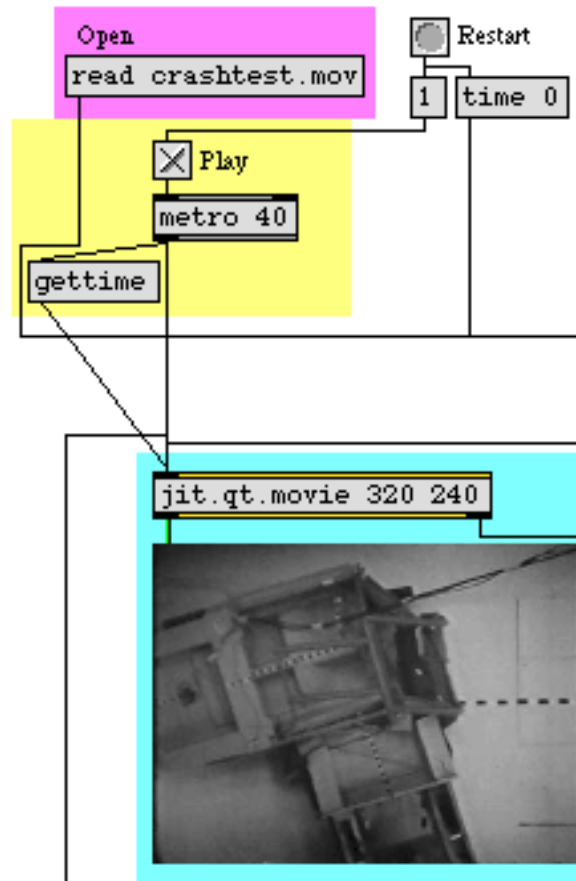 Open
Restart
read crashtest.mov
1
time 0
Play
metro 40
gettime
jit.qt.movie 320 240